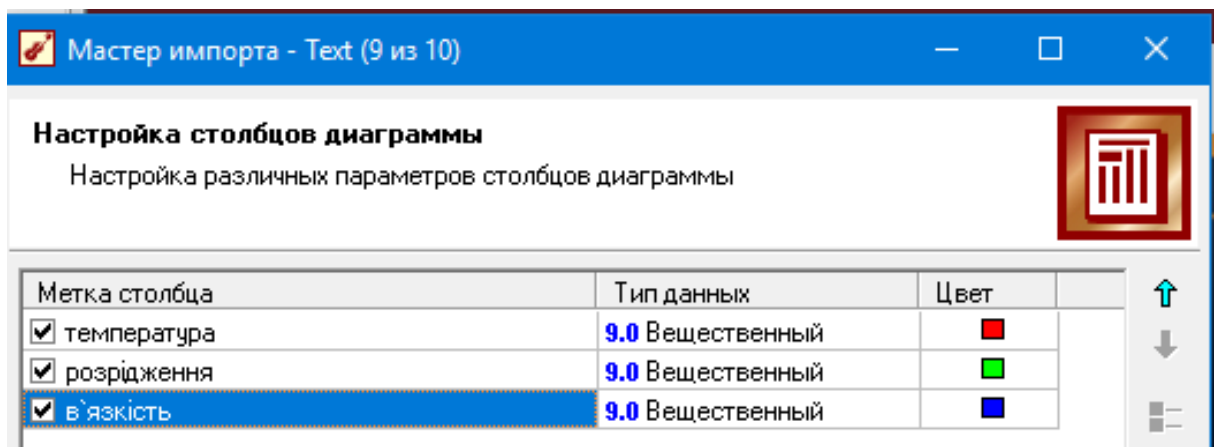 Мастер импорта - Text (9 из 10)
Настройка столбцов диаграммы
Настройка различных параметров столбцов диаграммы
Метка столбца Тип данных Цвет
температура 9.0 Вещественный
розрідження 9.0 Вещественный
в`язкість 9.0 Вещественный